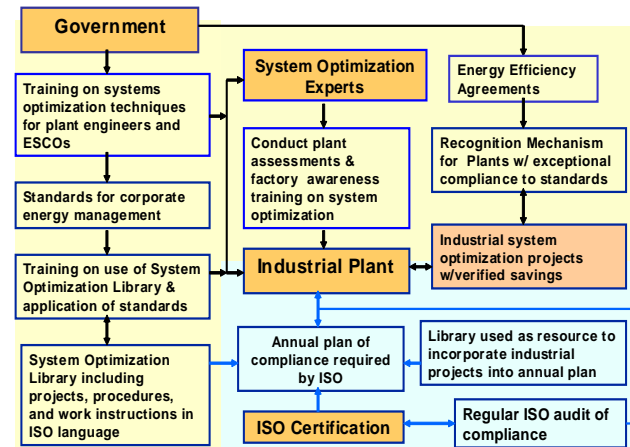 Government
Training on systems
optimization techniques
for plant engineers and
ESCOs
Standards for corporate
energy management
Training on use of System
Optimization Library &
application of standards
System Optimization
Library including
projects, procedures,
and work instructions in
ISO language
System Optimization
Experts
Conduct plant
assessments &
factory awareness
training on system
optimization
Industrial Plant
Annual plan of
compliance required
by ISO
ISO Certification
Energy Efficiency
Agreements
Recognition Mechanism
for Plants w/ exceptional
compliance to standards
Industrial system
optimization projects
w/verified savings
Library used as resource to
incorporate industrial
projects into annual plan
Regular ISO audit of
compliance